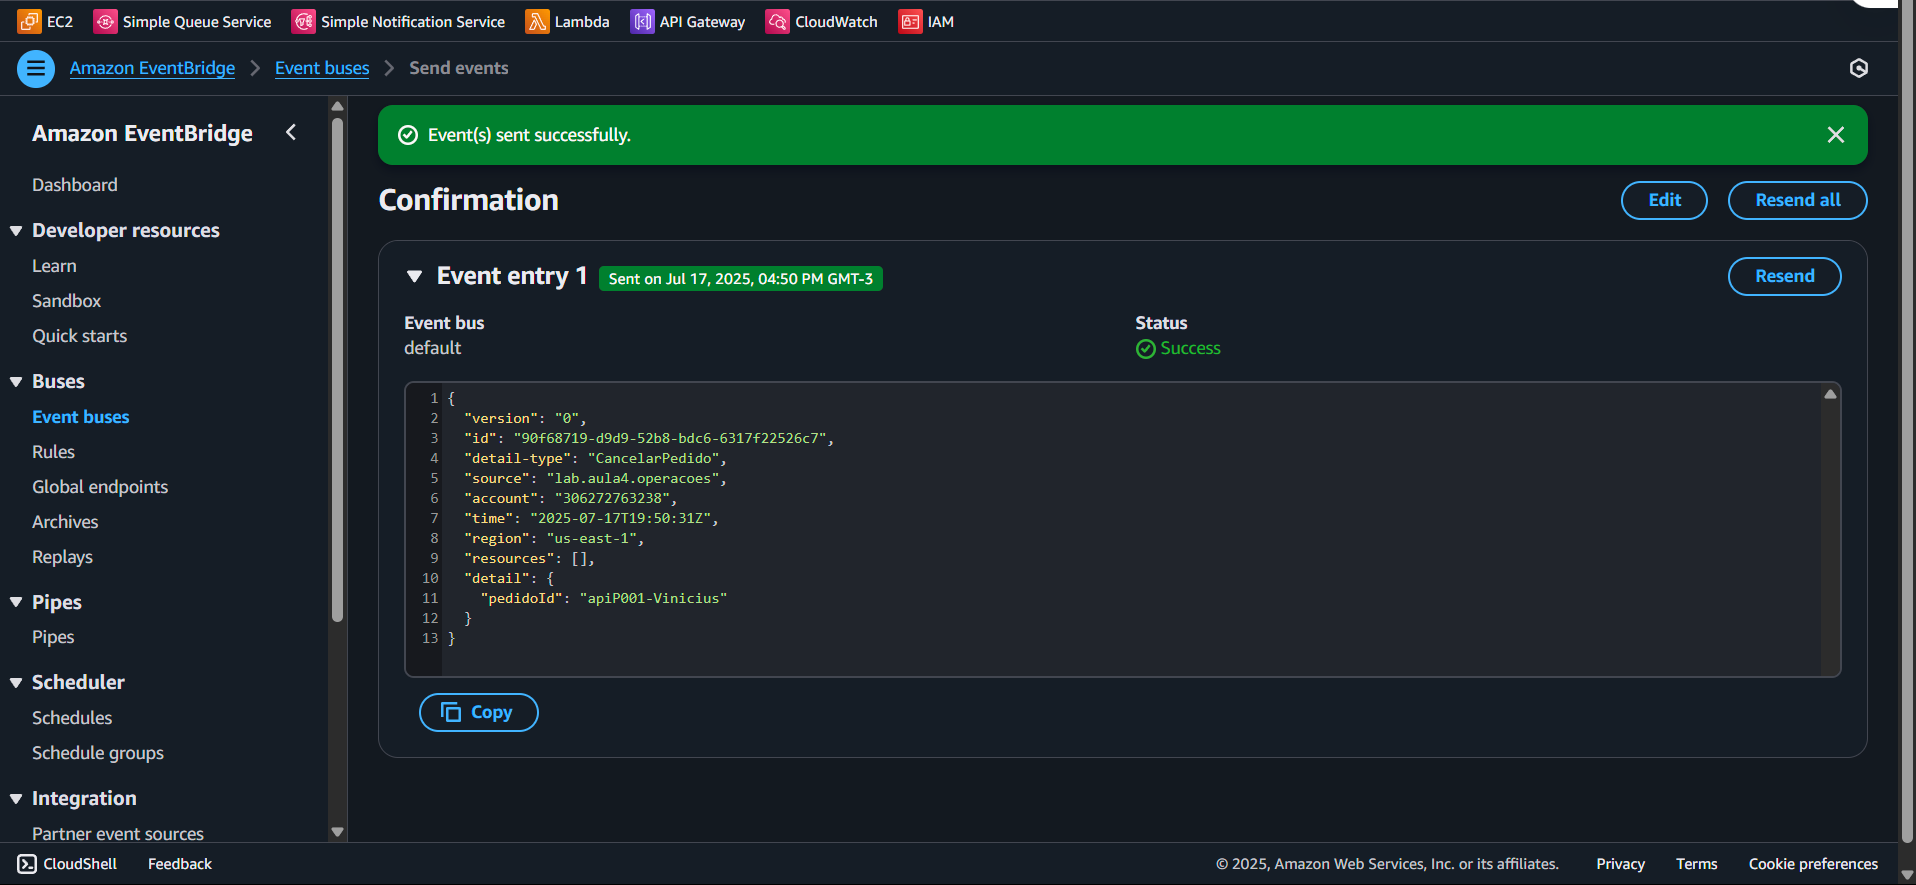 EC2 Simple Queue Service Simple Notification Service Lambda API Gateway CloudWatch IAM
Amazon EventBridge Event buses Send events
Amazon EventBridge
Dashboard
Developer resources
Learn
Sandbox
Quick starts
Buses
Event buses
Rules
Global endpoints
Archives
Replays
Pipes
Pipes
Scheduler
Schedules
Schedule groups
Integration
Partner event sources
Event(s) sent successfully.
Confirmation
Edit
Resend all
Event entry 1 Sent on Jul 17, 2025, 04:50 PM GMT-3
Resend
Event bus
default
Status
Success
1 {
2 "version": "0",
3 "id": "90f68719-d9d9-52b8-bdc6-6317f22526c7",
4 "detail-type": "CancelarPedido",
5 "source": "lab.aula4.operacoes",
6 "account": "306272763238",
7 "time": "2025-07-17T19:50:31Z",
8 "region": "us-east-1",
9 "resources": [],
10 "detail": {
11 "pedidoId": "apiP001-Vinicius"
12 }
13 }
Copy
CloudShell Feedback © 2025, Amazon Web Services, Inc. or its affiliates. Privacy Terms Cookie preferences